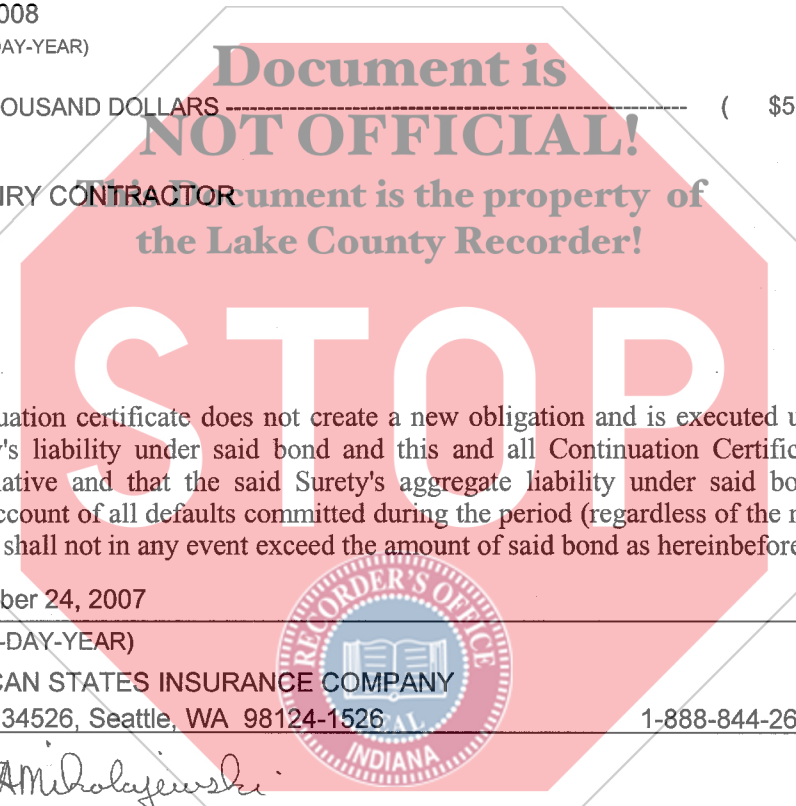 008
DAY-YEAR)
Document is
OUSAND DOLLARS ---------------------------------------- ( $5
NOT OFFICIAL!
IRY CONTRACTOR
This Document is the property of
the Lake County Recorder!
STOP
uation certificate does not create a new obligation and is executed u
y's liability under said bond and this and all Continuation Certific
lative and that the said Surety's aggregate liability under said bo
ccount of all defaults committed during the period (regardless of the n
shall not in any event exceed the amount of said bond as hereinbefore
ber 24, 2007
-DAY-YEAR)
CAN STATES INSURANCE COMPANY
34526, Seattle, WA 98124-1526 1-888-844-26
RECORDER'S OFFICE
SEAL
INDIANA
AMikolajewski